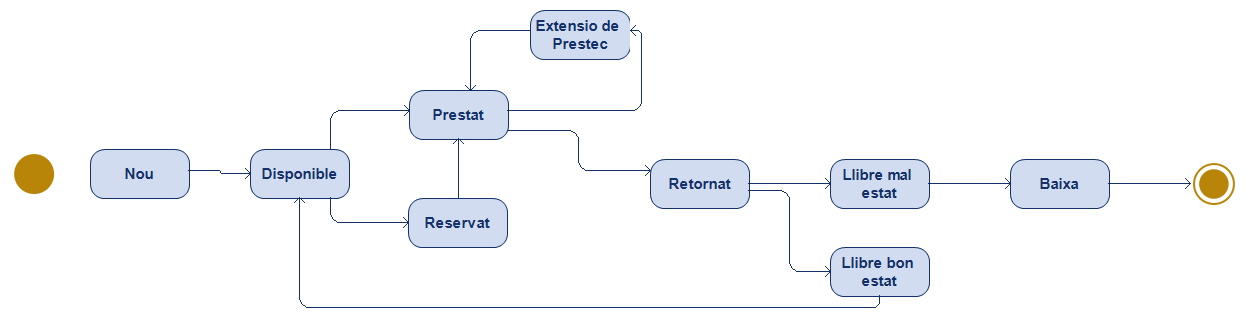 Extensio de
Prestec
Prestat
Nou
Disponible
Reservat
Retornat
Llibre mal
estat
Baixa
Llibre bon
estat